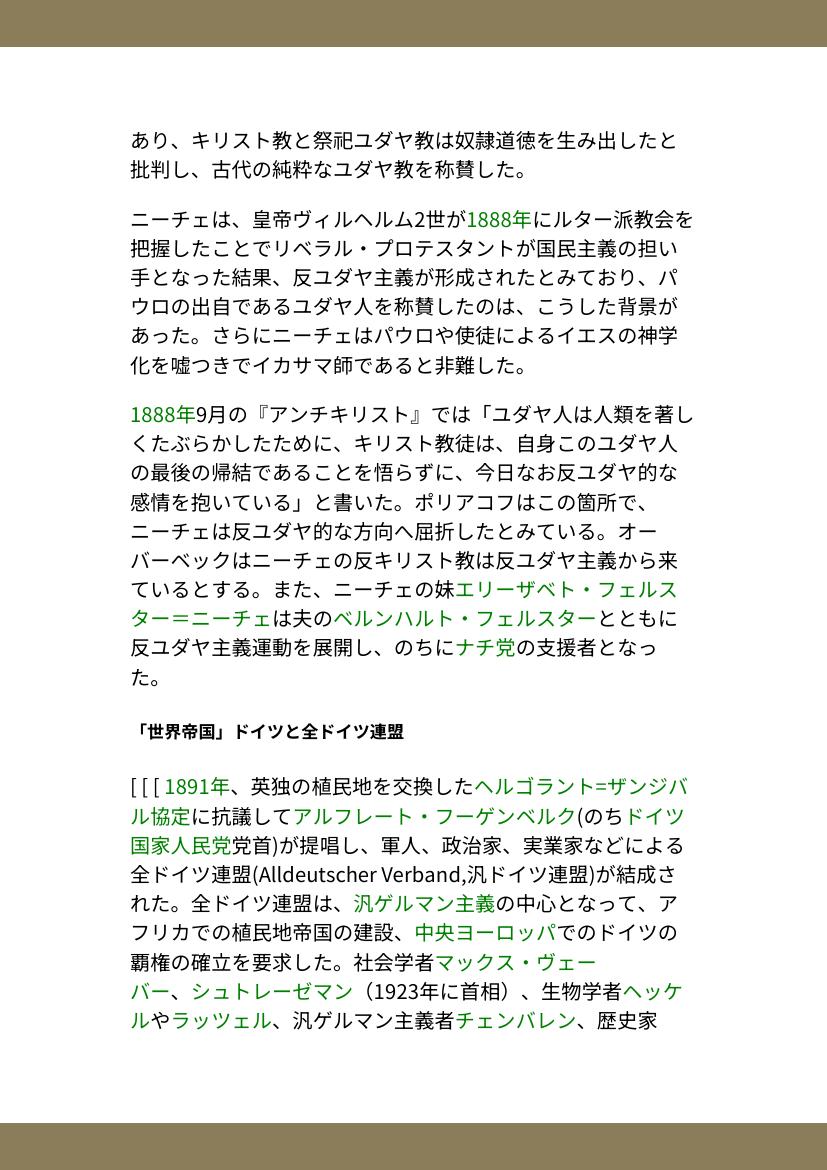 あり、キリスト教と祭祀ユダヤ教は奴隷道徳を生み出したと
批判し、古代の純粋なユダヤ教を称賛した。
ニーチェは、皇帝ヴィルヘルム2世が1888年にルター派教会を
把握したことでリベラル・プロテスタントが国民主義の担い
手となった結果、反ユダヤ主義が形成されたとみており、パ
ウロの出自であるユダヤ人を称賛したのは、こうした背景が
あった。さらにニーチェはパウロや使徒によるイエスの神学
化を嘘つきでイカサマ師であると非難した。
1888年9月の『アンチキリスト』では「ユダヤ人は人類を著し
くたぶらかしたために、キリスト教徒は、自身このユダヤ人
の最後の帰結であることを悟らずに、今日なお反ユダヤ的な
感情を抱いている」と書いた。ポリアコフはこの箇所で、
ニーチェは反ユダヤ的な方向へ屈折したとみている。オー
バーベックはニーチェの反キリスト教は反ユダヤ主義から来
ているとする。また、ニーチェの妹エリーザベト・フェルス
ター＝ニーチェは夫のベルンハルト・フェルスターとともに
反ユダヤ主義運動を展開し、のちにナチ党の支援者となっ
た。
「世界帝国」ドイツと全ドイツ連盟
[ [ [ 1891年、英独の植民地を交換したヘルゴラント=ザンジバ
ル協定に抗議してアルフレート・フーゲンベルク(のちドイツ
国家人民党党首)が提唱し、軍人、政治家、実業家などによる
全ドイツ連盟(Alldeutscher Verband,汎ドイツ連盟)が結成さ
れた。全ドイツ連盟は、汎ゲルマン主義の中心となって、ア
フリカでの植民地帝国の建設、中央ヨーロッパでのドイツの
覇権の確立を要求した。社会学者マックス・ヴェー
バー、シュトレーゼマン（1923年に首相）、生物学者ヘッケ
ルやラッツェル、汎ゲルマン主義者チェンバレン、歴史家